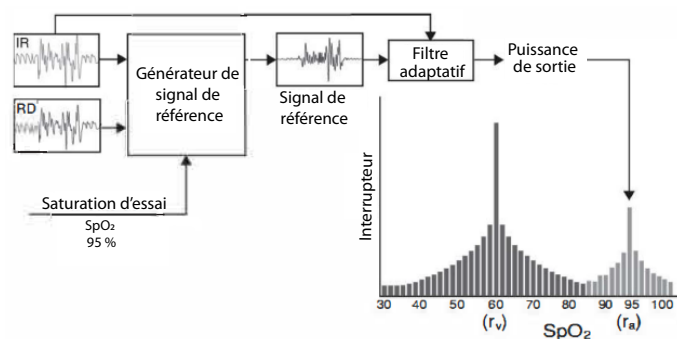 IR
RD
Générateur de
signal de
référence
Signal de
référence
Filtre
adaptatif
Puissance
de sortie
Saturation d'essai
SpO₂
95 %
Interrupteur
30 40 50 60 70 80 90 95 100
(rᵥ) (rₐ)
SpO₂